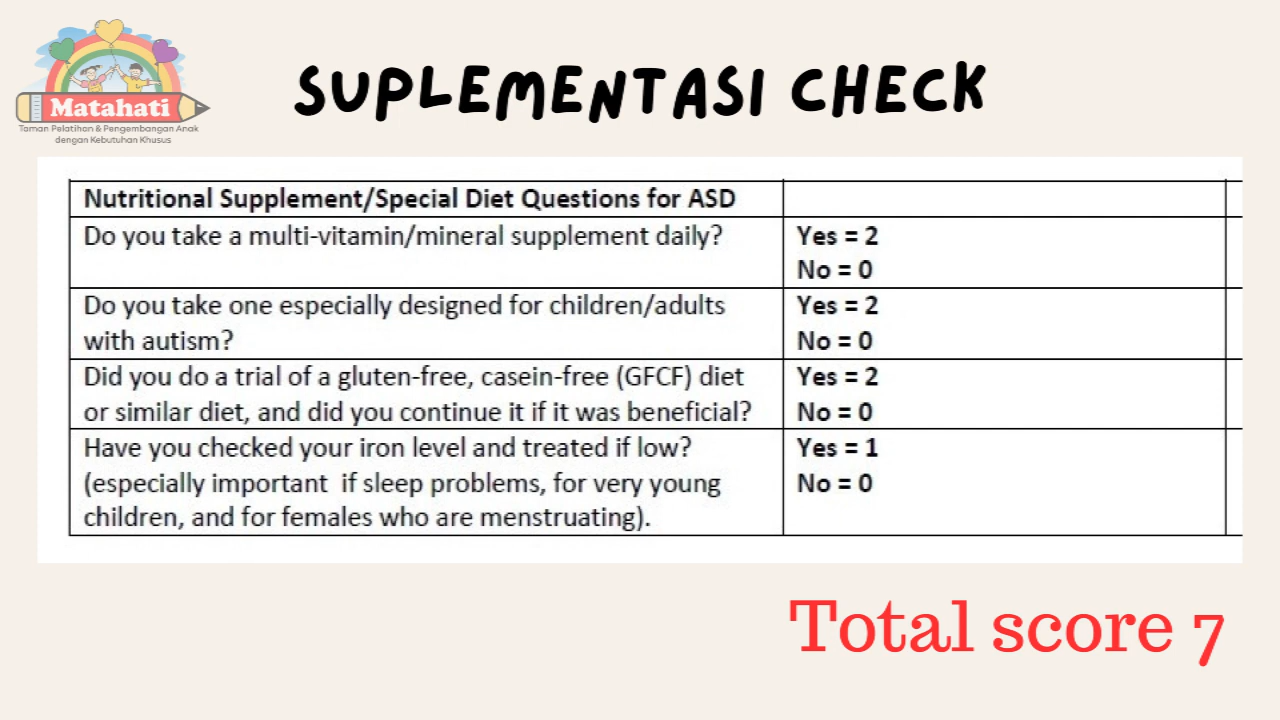 Matahati
Taman Pelatihan & Pengembangan Anak
dengan Kebutuhan Khusus
SUPLEMENTASI CHECK
Nutritional Supplement/Special Diet Questions for ASD
Do you take a multi-vitamin/mineral supplement daily?
Yes = 2
No = 0
Do you take one especially designed for children/adults
with autism?
Yes = 2
No = 0
Did you do a trial of a gluten-free, casein-free (GFCF) diet
or similar diet, and did you continue it if it was beneficial?
Yes = 2
No = 0
Have you checked your iron level and treated if low?
(especially important if sleep problems, for very young
children, and for females who are menstruating).
Yes = 1
No = 0
Total score 7